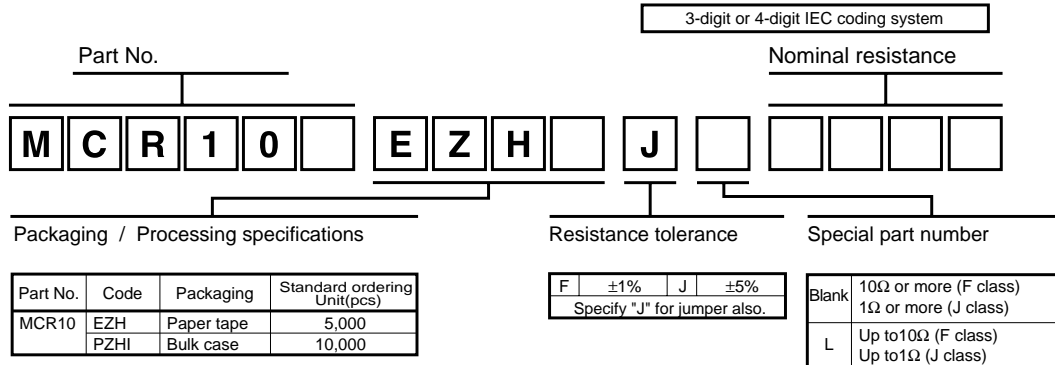 3-digit or 4-digit IEC coding system
Part No.
Nominal resistance
M C R 1 0 E Z H J
Packaging / Processing specifications
Resistance tolerance
Special part number
Part No. Code Packaging Standard ordering Unit(pcs)
MCR10 EZH Paper tape 5,000
PZHI Bulk case 10,000
F ±1% J ±5%
Specify "J" for jumper also.
Blank 10Ω or more (F class)
1Ω or more (J class)
L Up to10Ω (F class)
Up to1Ω (J class)